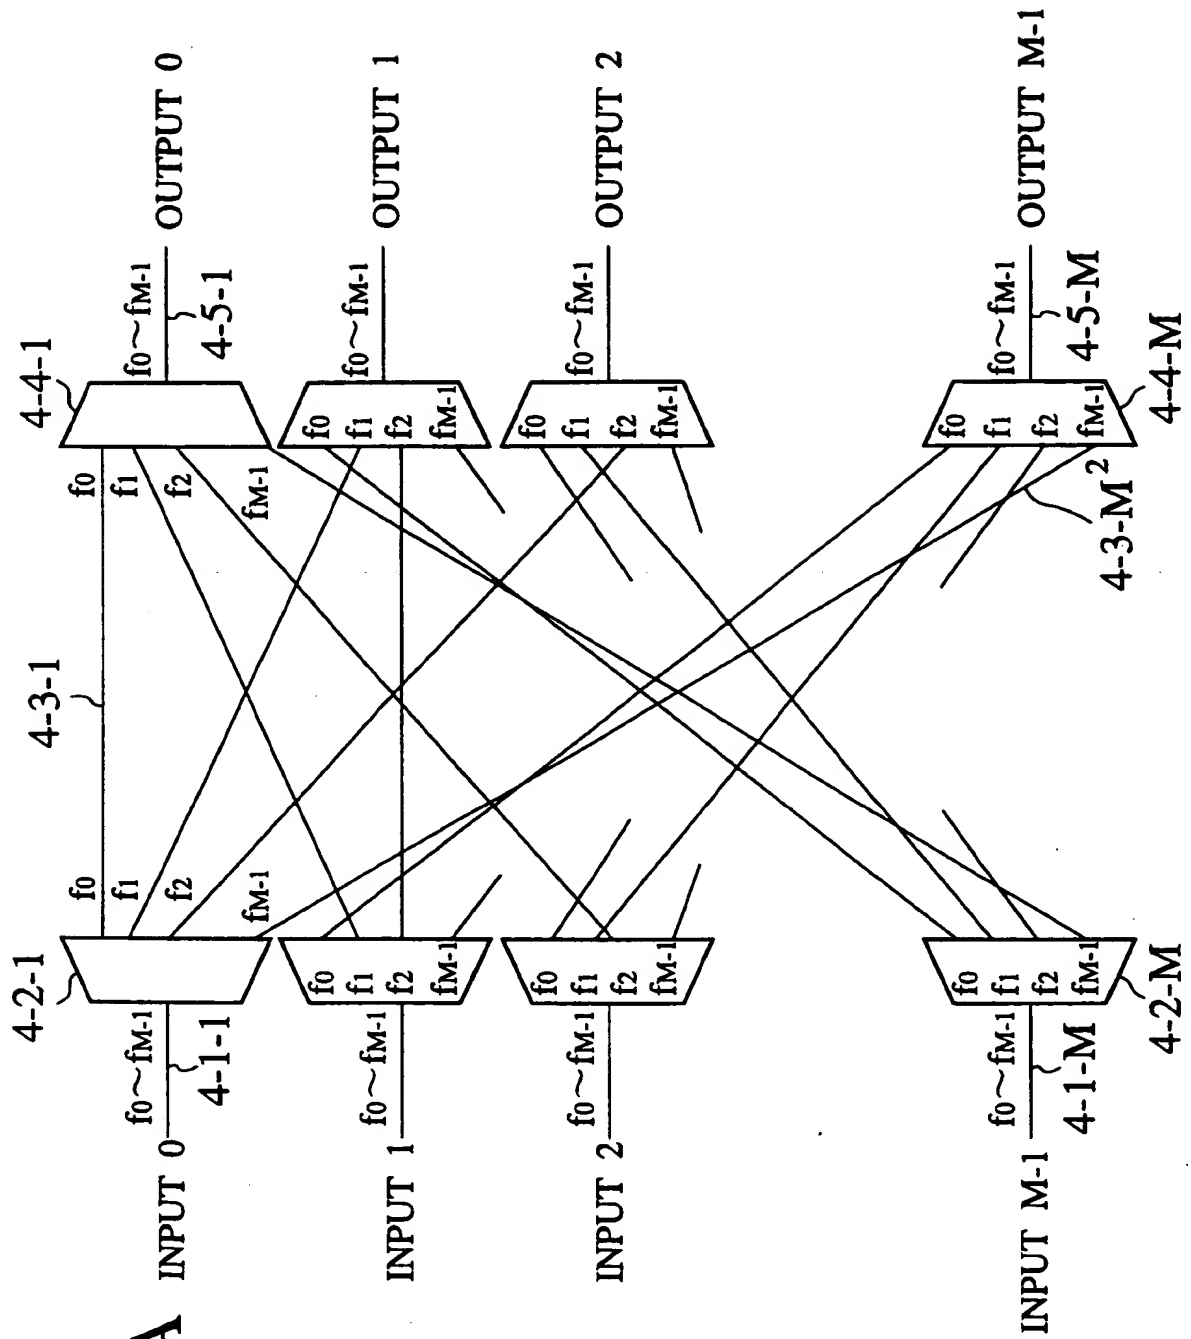 A
INPUT 0
f0~fM-1
4-1-1
4-2-1
f0
f1
f2
fM-1
4-3-1
f0
f1
f2
fM-1
4-4-1
f0~fM-1
4-5-1
OUTPUT 0
INPUT 1
f0~fM-1
f0
f1
f2
fM-1
f0
f1
f2
fM-1
f0~fM-1
OUTPUT 1
INPUT 2
f0~fM-1
f0
f1
f2
fM-1
f0
f1
f2
fM-1
f0~fM-1
OUTPUT 2
INPUT M-1
f0~fM-1
4-1-M
f0
f1
f2
fM-1
4-2-M
4-3-M²
f0
f1
f2
fM-1
4-4-M
f0~fM-1
4-5-M
OUTPUT M-1